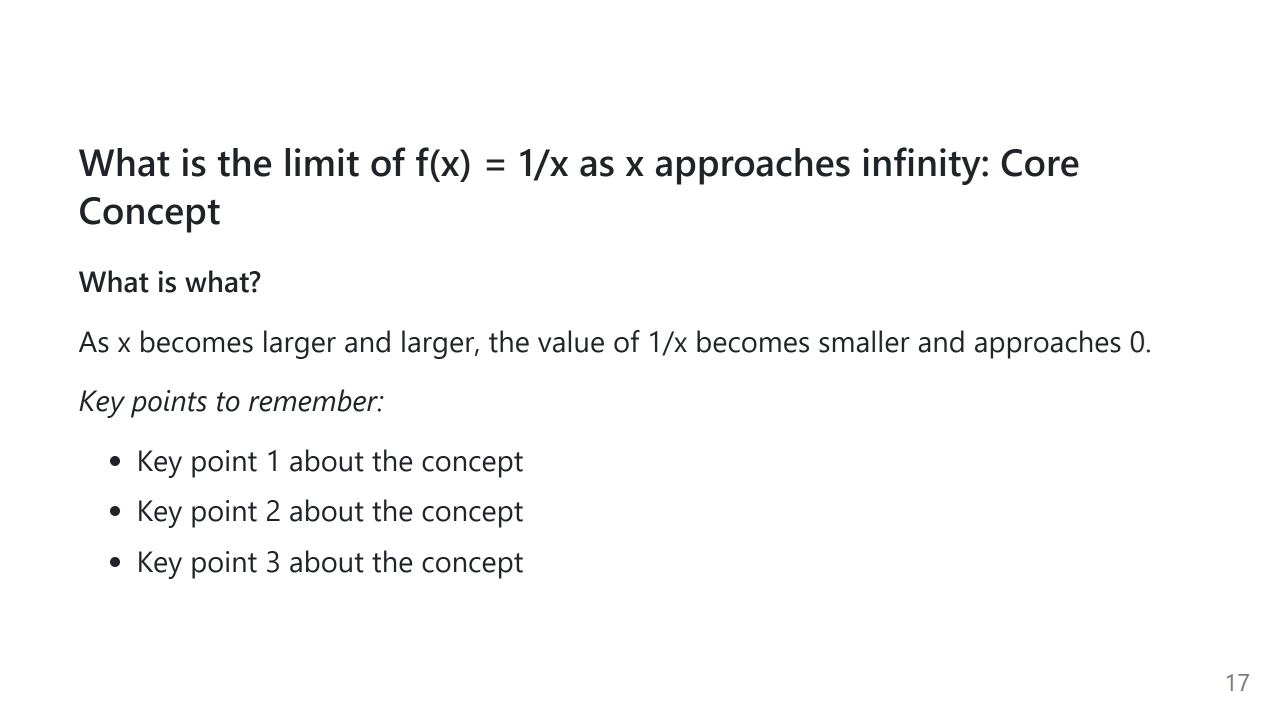 What is the limit of f(x) = 1/x as x approaches infinity: Core
Concept
What is what?
As x becomes larger and larger, the value of 1/x becomes smaller and approaches 0.
Key points to remember:
• Key point 1 about the concept
• Key point 2 about the concept
• Key point 3 about the concept
17